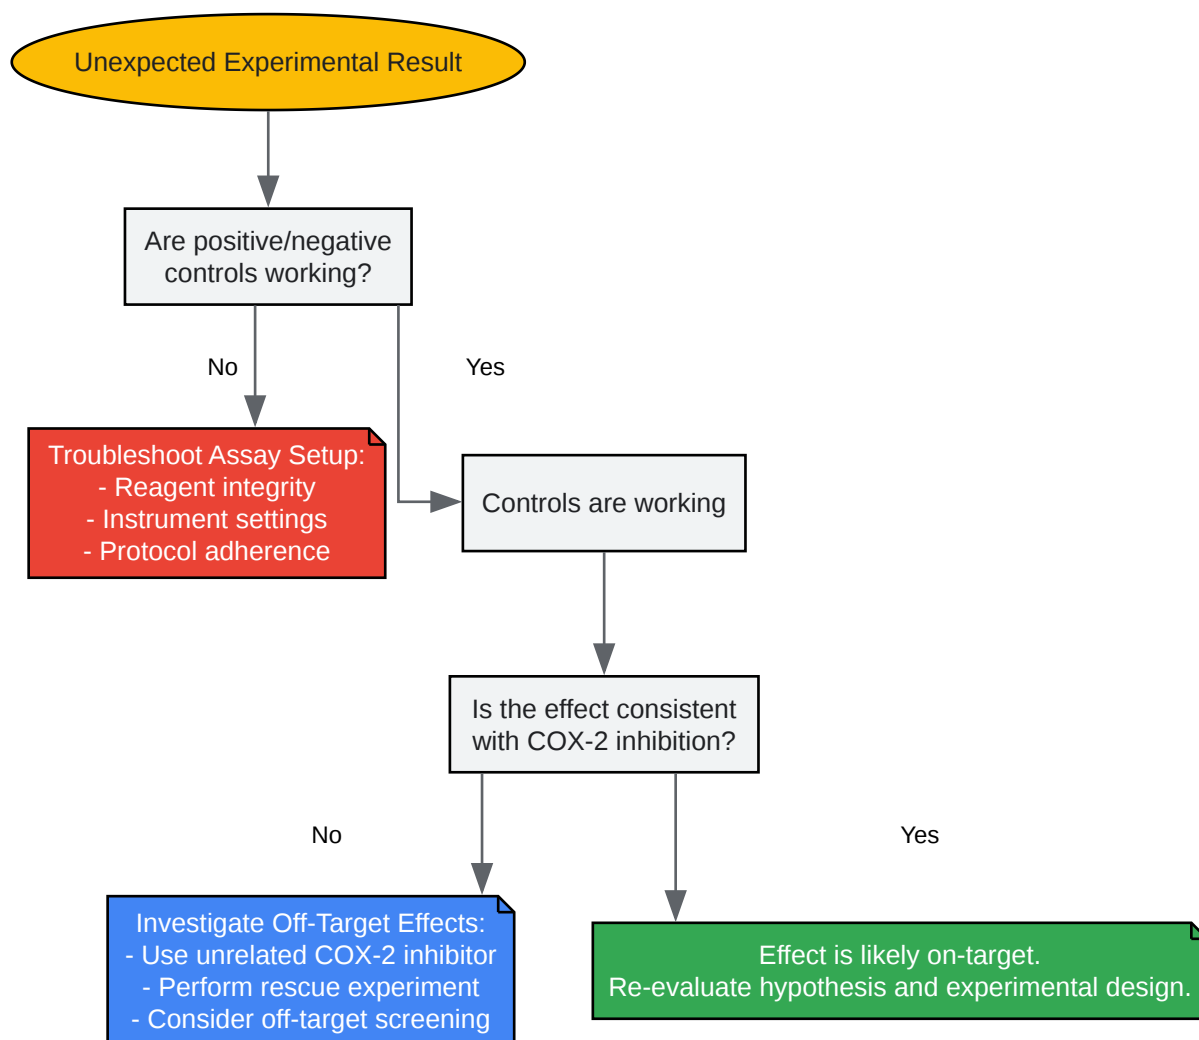 Unexpected Experimental Result
Are positive/negative
controls working?
No
Yes
Troubleshoot Assay Setup:
- Reagent integrity
- Instrument settings
- Protocol adherence
Controls are working
Is the effect consistent
with COX-2 inhibition?
No
Yes
Investigate Off-Target Effects:
- Use unrelated COX-2 inhibitor
- Perform rescue experiment
- Consider off-target screening
Effect is likely on-target.
Re-evaluate hypothesis and experimental design.